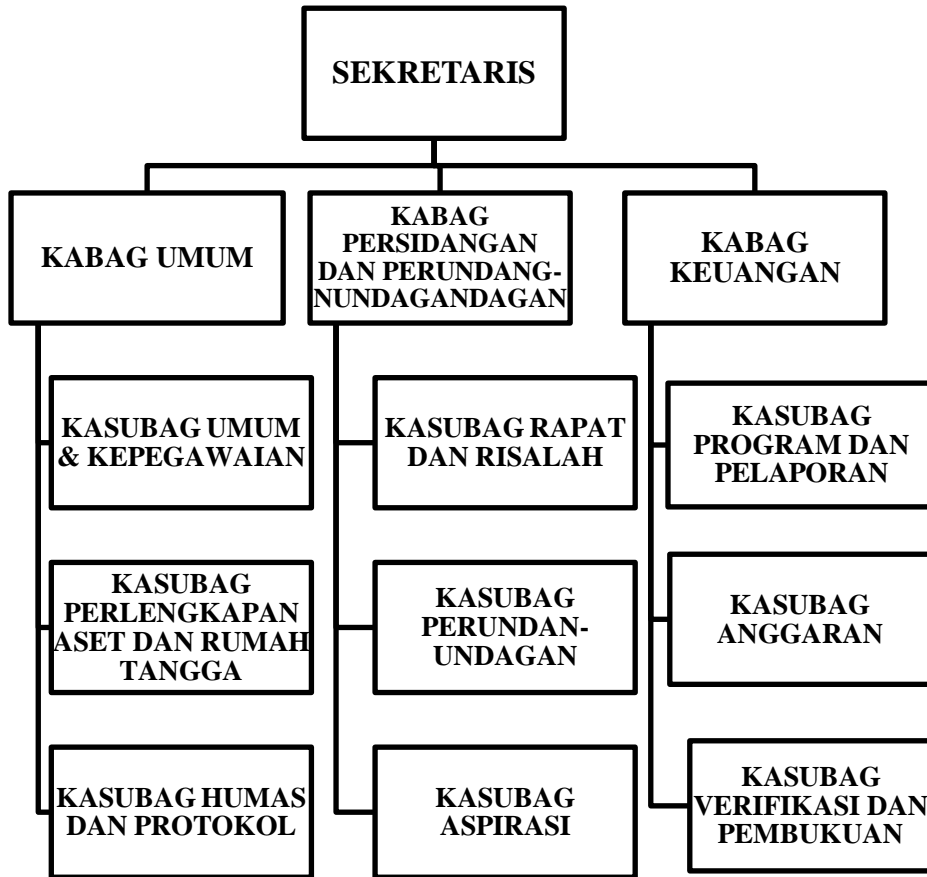 SEKRETARIS
KABAG UMUM
KABAG
PERSIDANGAN
DAN PERUNDANG-
NUNDAGANDAGAN
KABAG
KEUANGAN
KASUBAG UMUM
& KEPEGAWAIAN
KASUBAG RAPAT
DAN RISALAH
KASUBAG
PROGRAM DAN
PELAPORAN
KASUBAG
PERLENGKAPAN
ASET DAN RUMAH
TANGGA
KASUBAG
PERUNDAN-
UNDAGAN
KASUBAG
ANGGARAN
KASUBAG HUMAS
DAN PROTOKOL
KASUBAG
ASPIRASI
KASUBAG
VERIFIKASI DAN
PEMBUKUAN